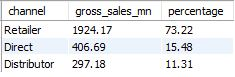 channel gross_sales_mn percentage
Retailer 1924.17 73.22
Direct 406.69 15.48
Distributor 297.18 11.31